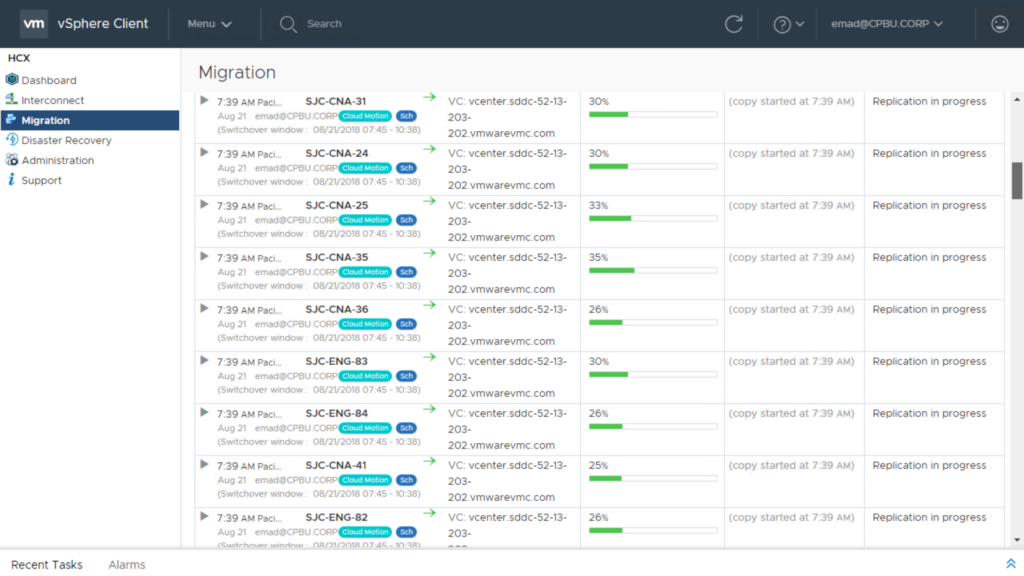 vm vSphere Client Menu Search emad@CPBU.CORP
HCX
Dashboard
Interconnect
Migration
Disaster Recovery
Administration
Support
Migration
7:39 AM Paci... SJC-CNA-31 VC: vcenter.sddc-52-13- 30% (copy started at 7:39 AM) Replication in progress
Aug 21 emad@CPBU.CORP Cloud Motion Sch 203-
(Switchover window : 08/21/2018 07:45 - 10:38) 202.vmwarevmc.com
7:39 AM Paci... SJC-CNA-24 VC: vcenter.sddc-52-13- 30% (copy started at 7:39 AM) Replication in progress
Aug 21 emad@CPBU.CORP Cloud Motion Sch 203-
(Switchover window : 08/21/2018 07:45 - 10:38) 202.vmwarevmc.com
7:39 AM Paci... SJC-CNA-25 VC: vcenter.sddc-52-13- 33% (copy started at 7:39 AM) Replication in progress
Aug 21 emad@CPBU.CORP Cloud Motion Sch 203-
(Switchover window : 08/21/2018 07:45 - 10:38) 202.vmwarevmc.com
7:39 AM Paci... SJC-CNA-35 VC: vcenter.sddc-52-13- 35% (copy started at 7:39 AM) Replication in progress
Aug 21 emad@CPBU.CORP Cloud Motion Sch 203-
(Switchover window : 08/21/2018 07:45 - 10:38) 202.vmwarevmc.com
7:39 AM Paci... SJC-CNA-36 VC: vcenter.sddc-52-13- 26% (copy started at 7:39 AM) Replication in progress
Aug 21 emad@CPBU.CORP Cloud Motion Sch 203-
(Switchover window : 08/21/2018 07:45 - 10:38) 202.vmwarevmc.com
7:39 AM Paci... SJC-ENG-83 VC: vcenter.sddc-52-13- 30% (copy started at 7:39 AM) Replication in progress
Aug 21 emad@CPBU.CORP Cloud Motion Sch 203-
(Switchover window : 08/21/2018 07:45 - 10:38) 202.vmwarevmc.com
7:39 AM Paci... SJC-ENG-84 VC: vcenter.sddc-52-13- 26% (copy started at 7:39 AM) Replication in progress
Aug 21 emad@CPBU.CORP Cloud Motion Sch 203-
(Switchover window : 08/21/2018 07:45 - 10:38) 202.vmwarevmc.com
7:39 AM Paci... SJC-CNA-41 VC: vcenter.sddc-52-13- 25% (copy started at 7:39 AM) Replication in progress
Aug 21 emad@CPBU.CORP Cloud Motion Sch 203-
(Switchover window : 08/21/2018 07:45 - 10:38) 202.vmwarevmc.com
7:39 AM Paci... SJC-ENG-82 VC: vcenter.sddc-52-13- 26% (copy started at 7:39 AM) Replication in progress
Aug 21 emad@CPBU.CORP Cloud Motion Sch 203-
(Switchover window : 08/21/2018 07:45 - 10:38)
Recent Tasks Alarms